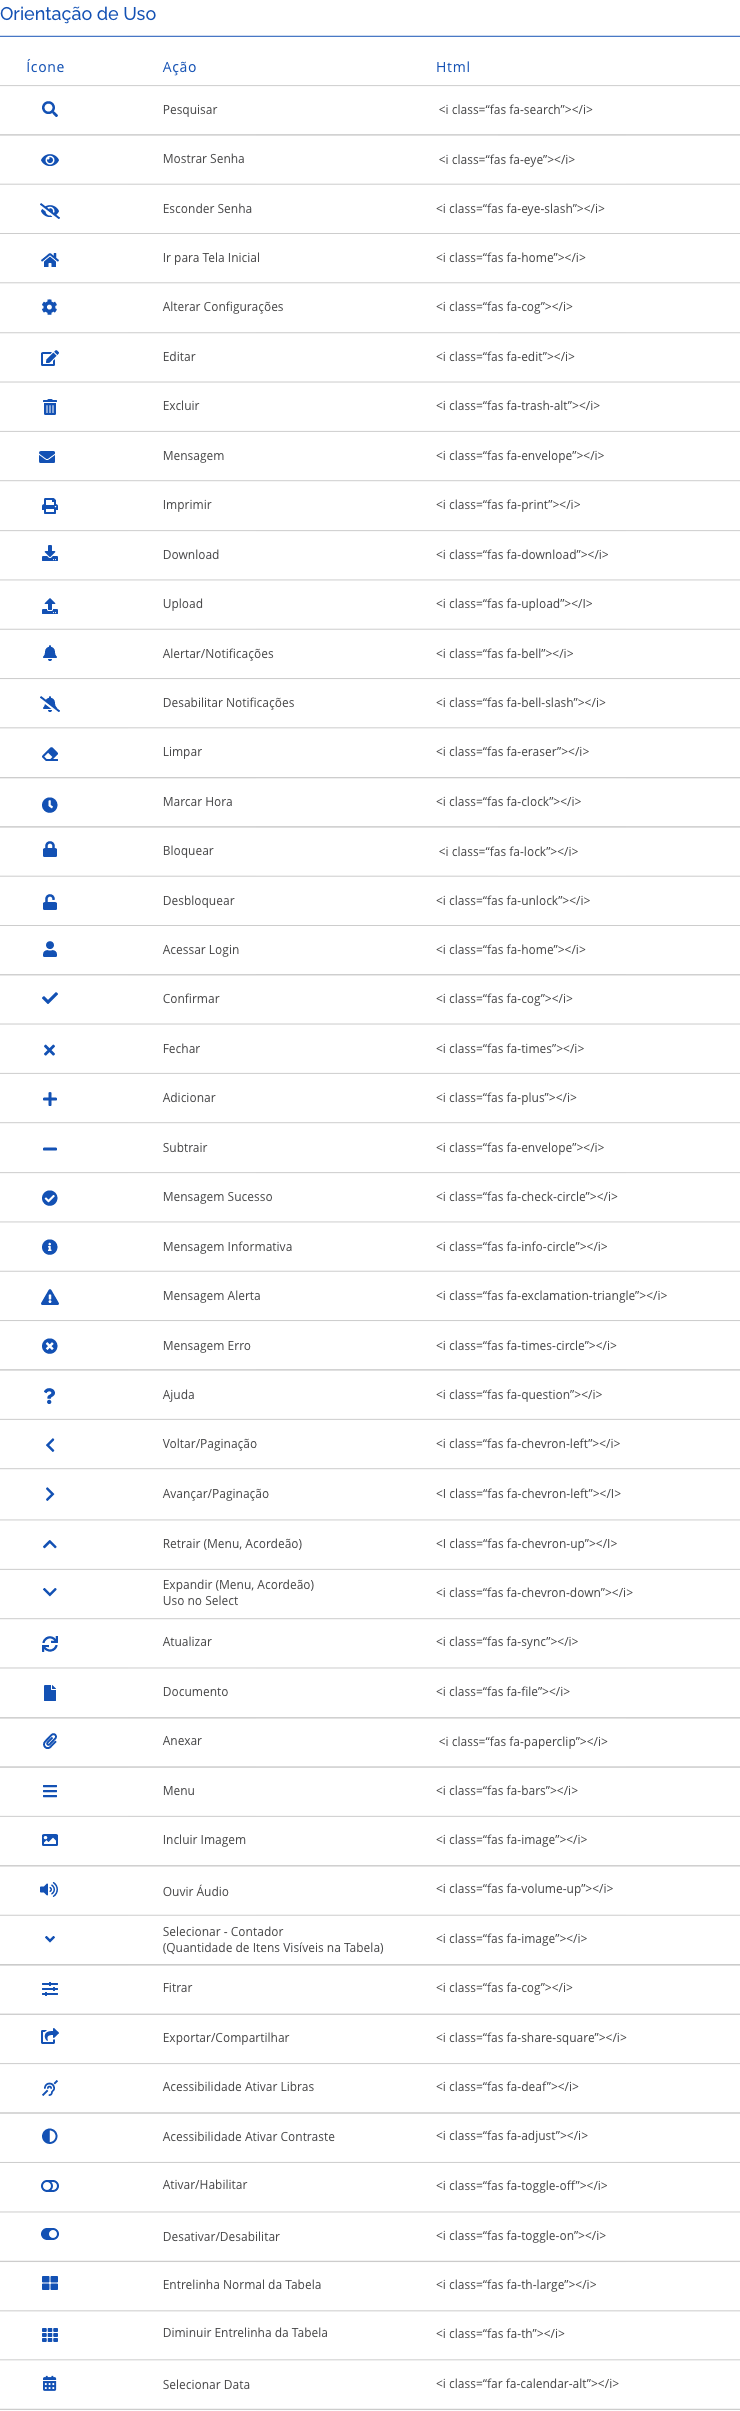 Orientação de Uso
Ícone Ação Html
Pesquisar <i class=“fas fa-search”></i>
Mostrar Senha <i class=“fas fa-eye”></i>
Esconder Senha <i class=“fas fa-eye-slash”></i>
Ir para Tela Inicial <i class=“fas fa-home”></i>
Alterar Configurações <i class=“fas fa-cog”></i>
Editar <i class=“fas fa-edit”></i>
Excluir <i class=“fas fa-trash-alt”></i>
Mensagem <i class=“fas fa-envelope”></i>
Imprimir <i class=“fas fa-print”></i>
Download <i class=“fas fa-download”></i>
Upload <i class=“fas fa-upload”></I>
Alertar/Notificações <i class=“fas fa-bell”></i>
Desabilitar Notificações <i class=“fas fa-bell-slash”></i>
Limpar <i class=“fas fa-eraser”></i>
Marcar Hora <i class=“fas fa-clock”></i>
Bloquear <i class=“fas fa-lock”></i>
Desbloquear <i class=“fas fa-unlock”></i>
Acessar Login <i class=“fas fa-home”></i>
Confirmar <i class=“fas fa-cog”></i>
Fechar <i class=“fas fa-times”></i>
Adicionar <i class=“fas fa-plus”></i>
Subtrair <i class=“fas fa-envelope”></i>
Mensagem Sucesso <i class=“fas fa-check-circle”></i>
Mensagem Informativa <i class=“fas fa-info-circle”></i>
Mensagem Alerta <i class=“fas fa-exclamation-triangle”></i>
Mensagem Erro <i class=“fas fa-times-circle”></i>
Ajuda <i class=“fas fa-question”></i>
Voltar/Paginação <i class=“fas fa-chevron-left”></i>
Avançar/Paginação <I class=“fas fa-chevron-left”></I>
Retrair (Menu, Acordeão) <I class=“fas fa-chevron-up”></I>
Expandir (Menu, Acordeão)
Uso no Select <i class=“fas fa-chevron-down”></i>
Atualizar <i class=“fas fa-sync”></i>
Documento <i class=“fas fa-file”></i>
Anexar <i class=“fas fa-paperclip”></i>
Menu <i class=“fas fa-bars”></i>
Incluir Imagem <i class=“fas fa-image”></i>
Ouvir Áudio <i class=“fas fa-volume-up”></i>
Selecionar - Contador
(Quantidade de Itens Visíveis na Tabela) <i class=“fas fa-image”></i>
Fitrar <i class=“fas fa-cog”></i>
Exportar/Compartilhar <i class=“fas fa-share-square”></i>
Acessibilidade Ativar Libras <i class=“fas fa-deaf”></i>
Acessibilidade Ativar Contraste <i class=“fas fa-adjust”></i>
Ativar/Habilitar <i class=“fas fa-toggle-off”></i>
Desativar/Desabilitar <i class=“fas fa-toggle-on”></i>
Entrelinha Normal da Tabela <i class=“fas fa-th-large”></i>
Diminuir Entrelinha da Tabela <i class=“fas fa-th”></i>
Selecionar Data <i class=“far fa-calendar-alt”></i>